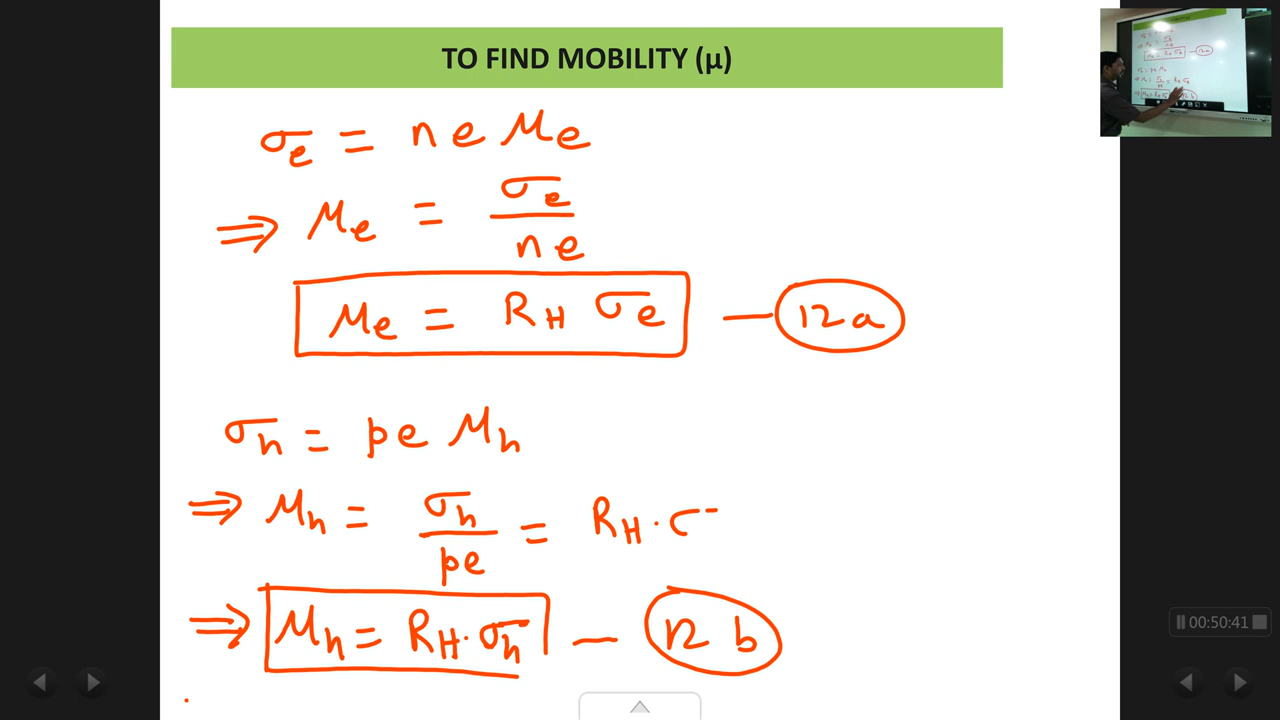 TO FIND MOBILITY (μ)
σe = n e μe
⇒ μe = σe / ne
μe = RH σe — 12a
σh = pe μh
⇒ μh = σh / pe = RH · σ
⇒ μh = RH · σh — 12 b
00:50:41